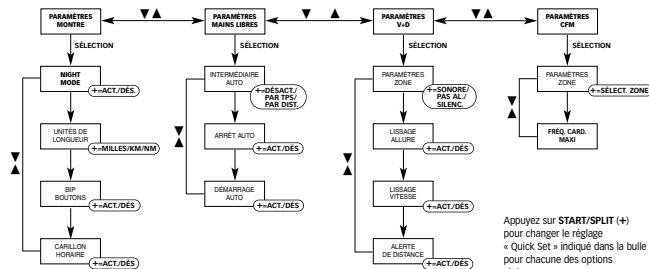 PARAMÈTRES
MONTRE
▼▲
PARAMÈTRES
MAINS LIBRES
▼ ▲
PARAMÈTRES
V+D
▼▲
PARAMÈTRES
CFM
SÉLECTION
SÉLECTION
SÉLECTION
SÉLECTION
NIGHT
MODE
+=ACT./DÉS.
INTERMÉDIAIRE
AUTO
+=DÉSACT./
PAR TPS/
PAR DIST.
PARAMÈTRES
ZONE
+=SONORE/
PAS AL./
SILENC.
PARAMÈTRES
ZONE
+=SÉLECT. ZONE
UNITÉS DE
LONGUEUR
+=MILLES/KM/NM
ARRÊT AUTO
+=ACT./DÉS
LISSAGE
ALLURE
+=ACT./DÉS
FRÉQ. CARD.
MAXI
▼
▲
▼
▲
▼
▲
▼
▲
BIP
BOUTONS
+=ACT./DÉS
DÉMARRAGE
AUTO
+=ACT./DÉS
LISSAGE
VITESSE
+=ACT./DÉS
CARILLON
HORAIRE
+=ACT./DÉS
ALERTE
DE DISTANCE
+=ACT./DÉS
Appuyez sur START/SPLIT (+)
pour changer le réglage
« Quick Set » indiqué dans la bulle
pour chacune des options